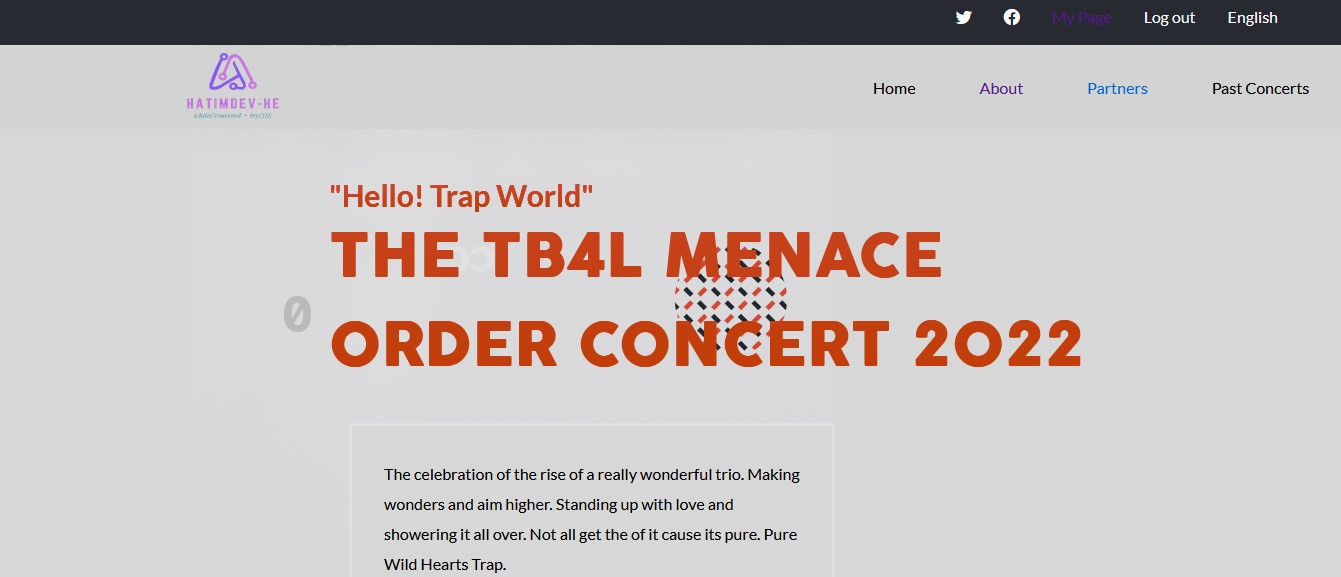 My Page Log out English
HATIMDEV-HE
Home About Partners Past Concerts
"Hello! Trap World"
THE TB4L MENACE
ORDER CONCERT 2022
0
The celebration of the rise of a really wonderful trio. Making
wonders and aim higher. Standing up with love and
showering it all over. Not all get the of it cause its pure. Pure
Wild Hearts Trap.